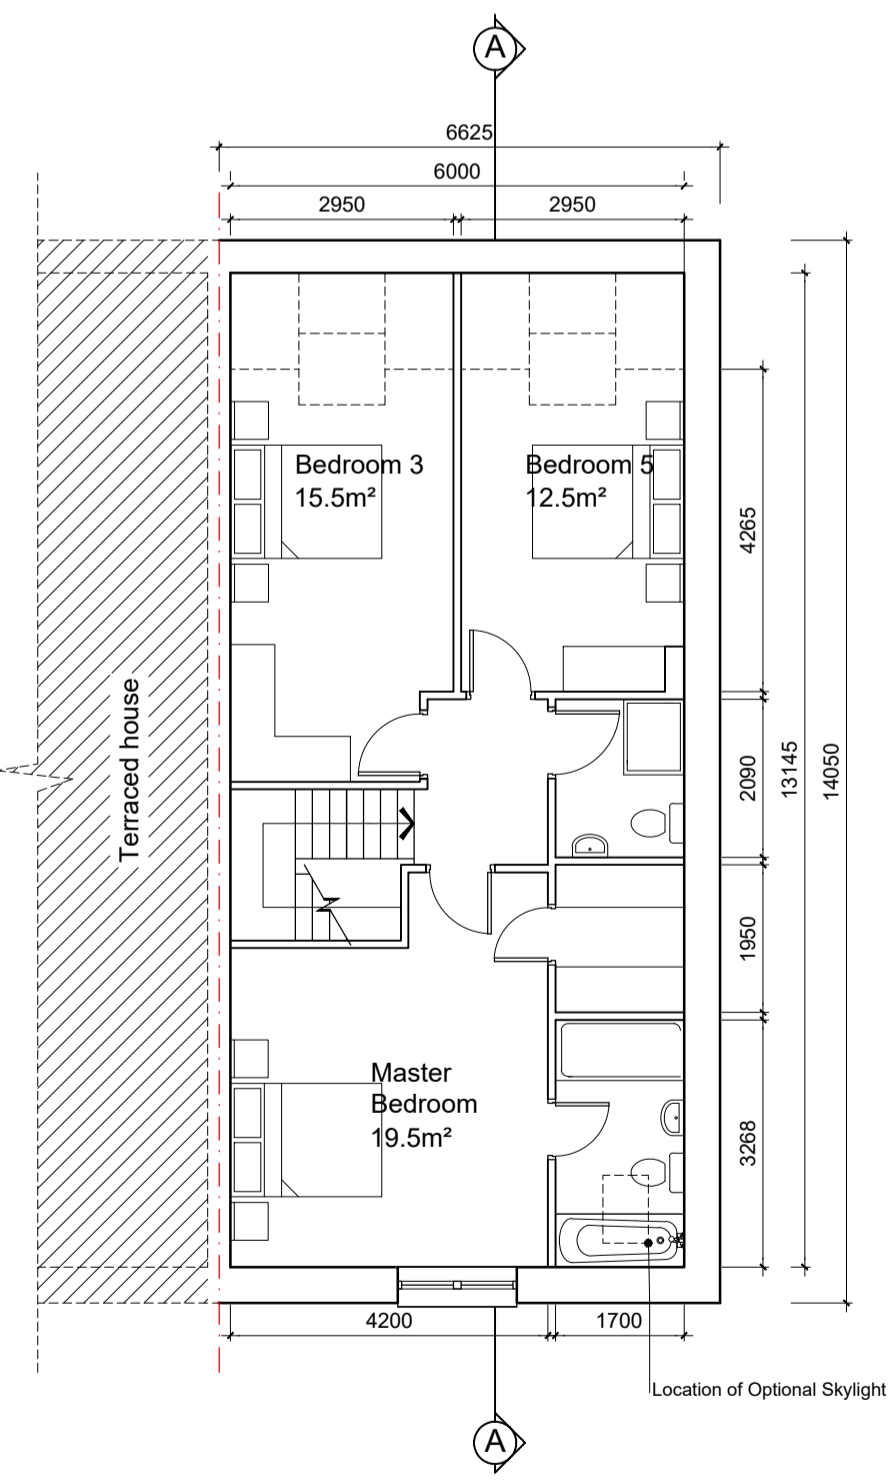 A
6625
6000
2950
2950
Bedroom 3
15.5m²
Bedroom 5
12.5m²
4265
Terraced house
2090
13145
14050
1950
Master
Bedroom
19.5m²
3268
4200
1700
Location of Optional Skylight
A